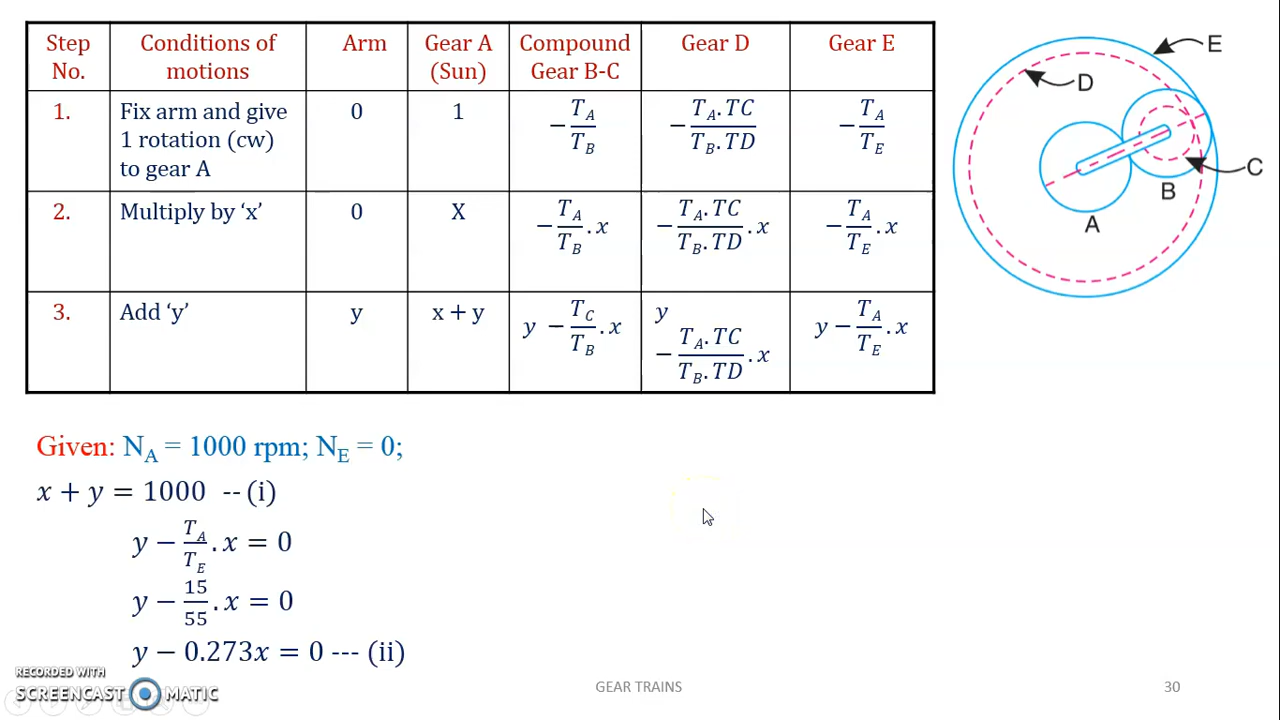 Step No. | Conditions of motions | Arm | Gear A (Sun) | Compound Gear B-C | Gear D | Gear E
1. | Fix arm and give 1 rotation (cw) to gear A | 0 | 1 | −T_A/T_B | −T_A.TC/T_B.TD | −T_A/T_E
2. | Multiply by ‘x’ | 0 | X | −T_A/T_B.x | −T_A.TC/T_B.TD.x | −T_A/T_E.x
3. | Add ‘y’ | y | x + y | y −T_C/T_B.x | y −T_A.TC/T_B.TD.x | y −T_A/T_E.x
E
D
C
B
A
Given: N_A = 1000 rpm; N_E = 0;
x + y = 1000 -- (i)
y − T_A/T_E.x = 0
y − 15/55.x = 0
y − 0.273x = 0 --- (ii)
RECORDED WITH
SCREENCAST MATIC
GEAR TRAINS
30